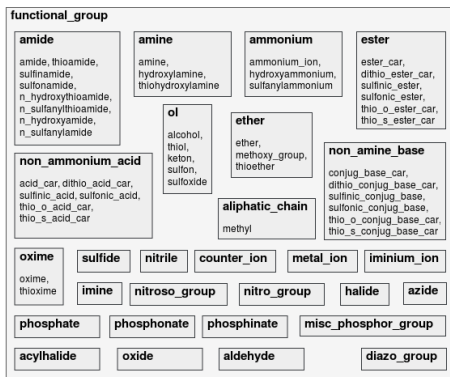 functional_group
amide
amide, thioamide,
sulfinamide,
sulfonamide,
n_hydroxythioamide,
n_sulfanylthioamide,
n_hydroxyamide,
n_sulfanylamide
amine
amine,
hydroxylamine,
thiohydroxylamine
ammonium
ammonium_ion,
hydroxyammonium,
sulfanylammonium
ester
ester_car,
dithio_ester_car,
sulfinic_ester,
sulfonic_ester,
thio_o_ester_car,
thio_s_ester_car
ol
alcohol,
thiol,
keton,
sulfon,
sulfoxide
ether
ether,
methoxy_group,
thioether
non_ammonium_acid
acid_car, dithio_acid_car,
sulfinic_acid, sulfonic_acid,
thio_o_acid_car,
thio_s_acid_car
non_amine_base
conjug_base_car,
dithio_conjug_base_car,
sulfinic_conjug_base,
sulfonic_conjug_base,
thio_o_conjug_base_car,
thio_s_conjug_base_car
aliphatic_chain
methyl
oxime
oxime,
thioxime
sulfide
nitrile
counter_ion
metal_ion
iminium_ion
imine
nitroso_group
nitro_group
halide
azide
phosphate
phosphonate
phosphinate
misc_phosphor_group
acylhalide
oxide
aldehyde
diazo_group